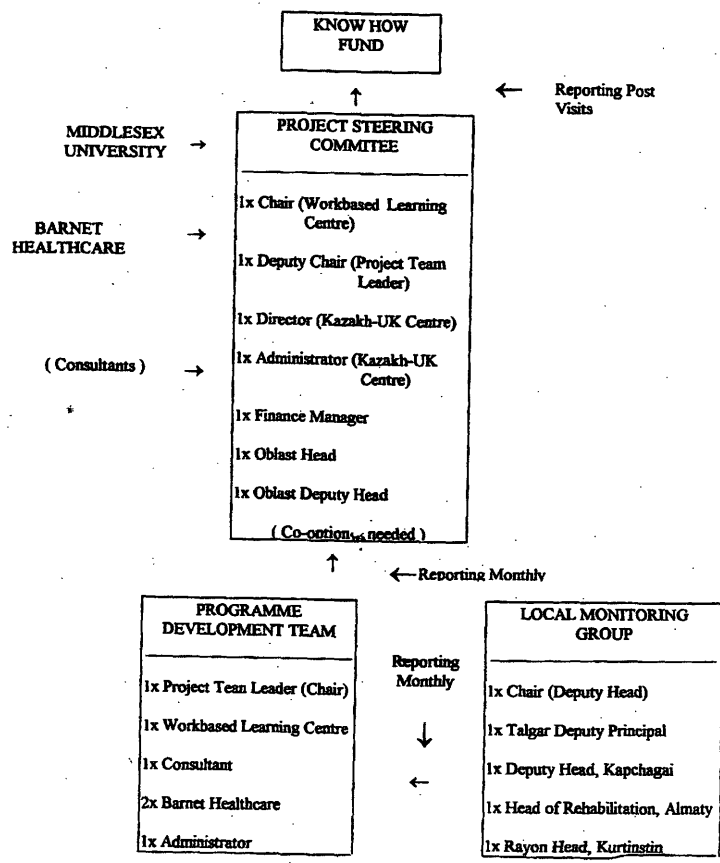 KNOW HOW
FUND
Reporting Post
Visits
MIDDLESEX
UNIVERSITY
BARNET
HEALTHCARE
( Consultants )
PROJECT STEERING
COMMITEE
1x Chair (Workbased Learning
Centre)
1x Deputy Chair (Project Team
Leader)
1x Director (Kazakh-UK Centre)
1x Administrator (Kazakh-UK
Centre)
1x Finance Manager
1x Oblast Head
1x Oblast Deputy Head
( Co-option as needed )
Reporting Monthly
PROGRAMME
DEVELOPMENT TEAM
1x Project Tean Leader (Chair)
1x Workbased Learning Centre
1x Consultant
2x Barnet Healthcare
1x Administrator
Reporting
Monthly
LOCAL MONITORING
GROUP
1x Chair (Deputy Head)
1x Talgar Deputy Principal
1x Deputy Head, Kapchagai
1x Head of Rehabilitation, Almaty
1x Rayon Head, Kurtinstin